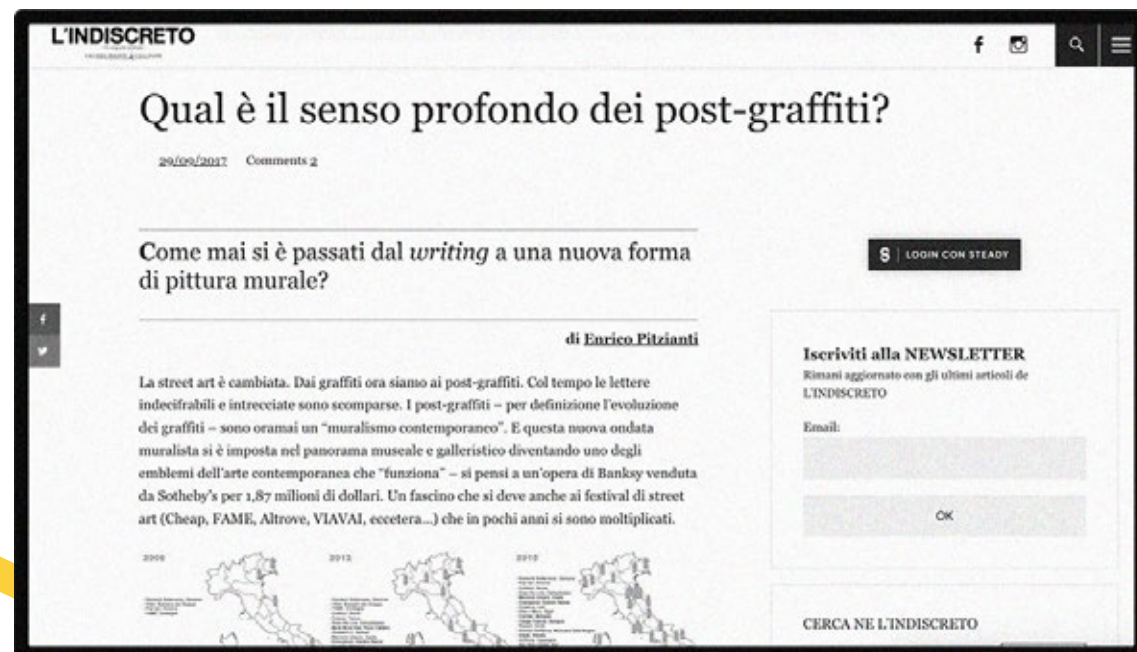 L'INDISCRETO
Qual è il senso profondo dei post-graffiti?
29/09/2017 Comments 2
Come mai si è passati dal writing a una nuova forma
di pittura murale?
di Enrico Pitzianti
La street art è cambiata. Dai graffiti ora siamo ai post-graffiti. Col tempo le lettere
indecifrabili e intrecciate sono scomparse. I post-graffiti – per definizione l'evoluzione
dei graffiti – sono oramai un "muralismo contemporaneo". E questa nuova ondata
muralista si è imposta nel panorama museale e galleristico diventando uno degli
emblemi dell'arte contemporanea che "funziona" – si pensi a un'opera di Banksy venduta
da Sotheby's per 1,87 milioni di dollari. Un fascino che si deve anche ai festival di street
art (Cheap, FAME, Altrove, VIAVAI, eccetera...) che in pochi anni si sono moltiplicati.
2012
LOGIN CON STEADY
Iscriviti alla NEWSLETTER
Rimani aggiornato con gli ultimi articoli de
L'INDISCRETO
Email:
OK
CERCA NE L'INDISCRETO